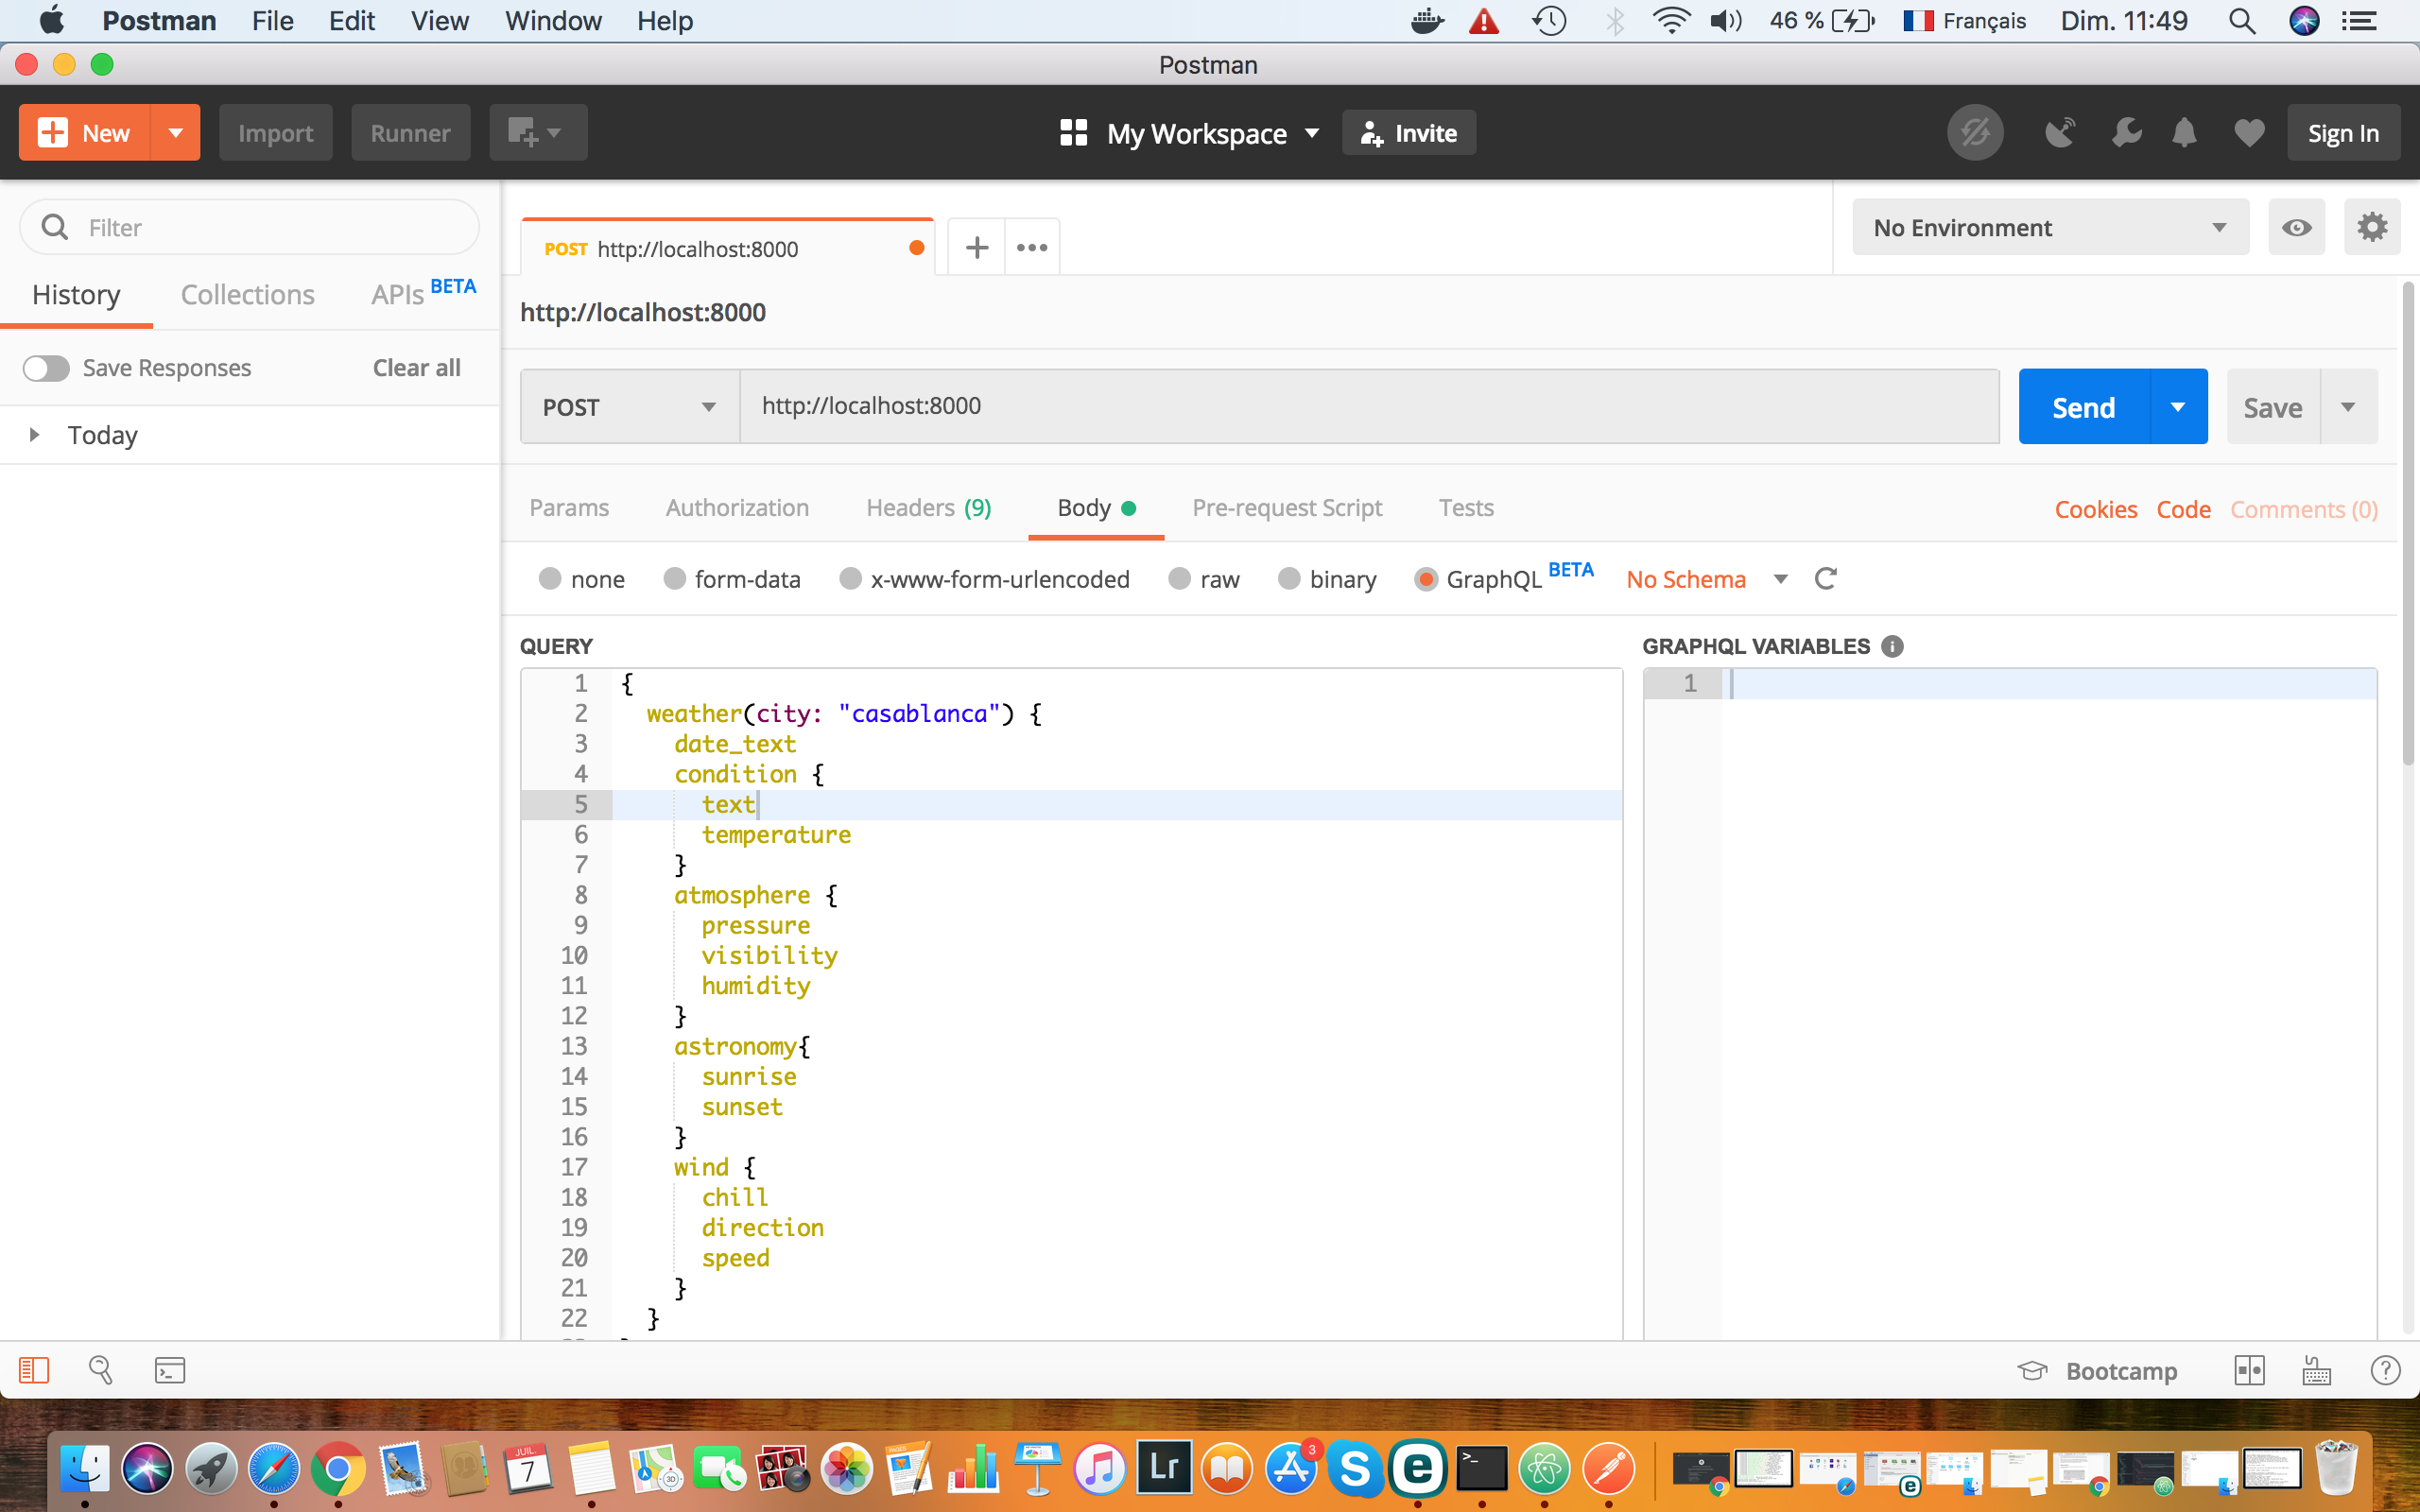 Postman File Edit View Window Help 46 % Français Dim. 11:49
Postman
New Import Runner My Workspace Invite Sign In
Filter
POST http://localhost:8000 No Environment
History Collections APIs BETA
http://localhost:8000
Save Responses Clear all
POST http://localhost:8000 Send Save
Today
Params Authorization Headers (9) Body Pre-request Script Tests Cookies Code Comments (0)
none form-data x-www-form-urlencoded raw binary GraphQL BETA No Schema
QUERY GRAPHQL VARIABLES
1 { 1
2 weather(city: "casablanca") {
3 date_text
4 condition {
5 text
6 temperature
7 }
8 atmosphere {
9 pressure
10 visibility
11 humidity
12 }
13 astronomy{
14 sunrise
15 sunset
16 }
17 wind {
18 chill
19 direction
20 speed
21 }
22 }
Bootcamp
JUIL. 7 PAGES 3D Lr 3 S e >_